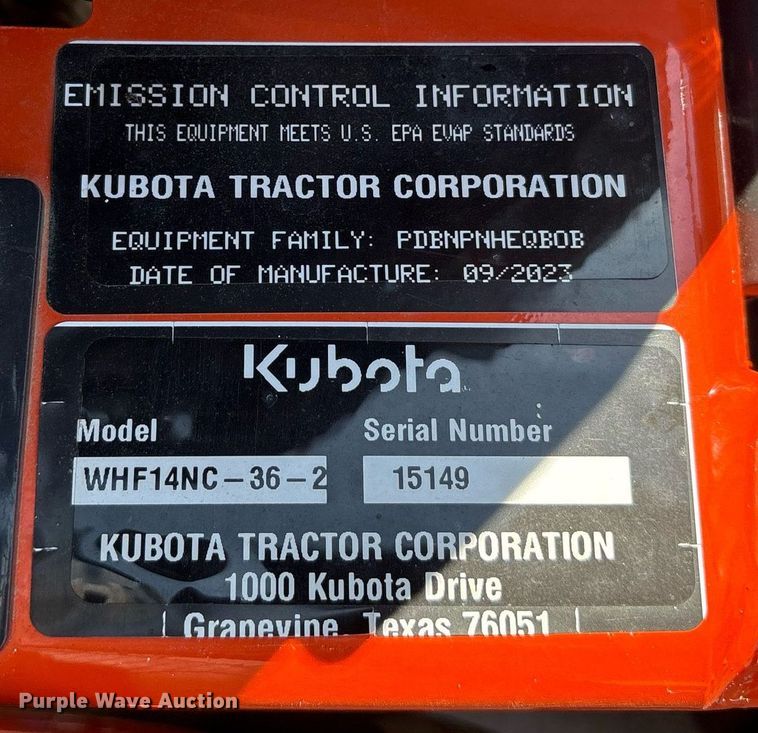 EMISSION CONTROL INFORMATION
THIS EQUIPMENT MEETS U.S. EPA EVAP STANDARDS
KUBOTA TRACTOR CORPORATION
EQUIPMENT FAMILY: PDBNPNHEQBOB
DATE OF MANUFACTURE: 09/2023
Kubota
Model Serial Number
WHF14NC-36-2 15149
KUBOTA TRACTOR CORPORATION
1000 Kubota Drive
Grapevine, Texas 76051
Purple Wave Auction